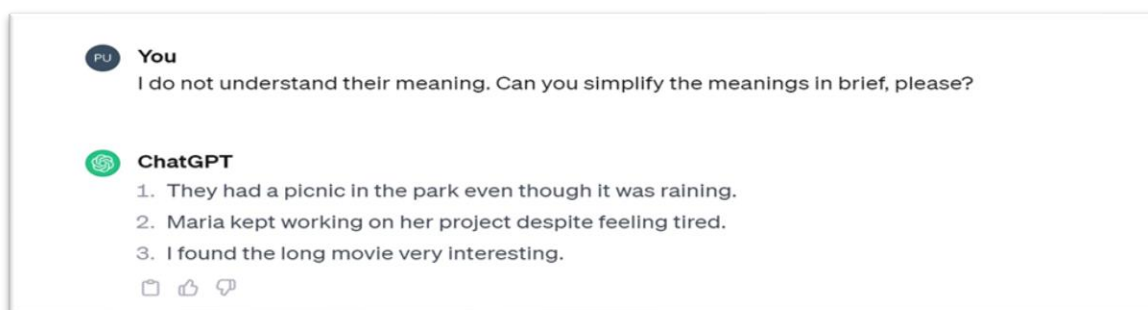 PU You
I do not understand their meaning. Can you simplify the meanings in brief, please?
ChatGPT
1. They had a picnic in the park even though it was raining.
2. Maria kept working on her project despite feeling tired.
3. I found the long movie very interesting.